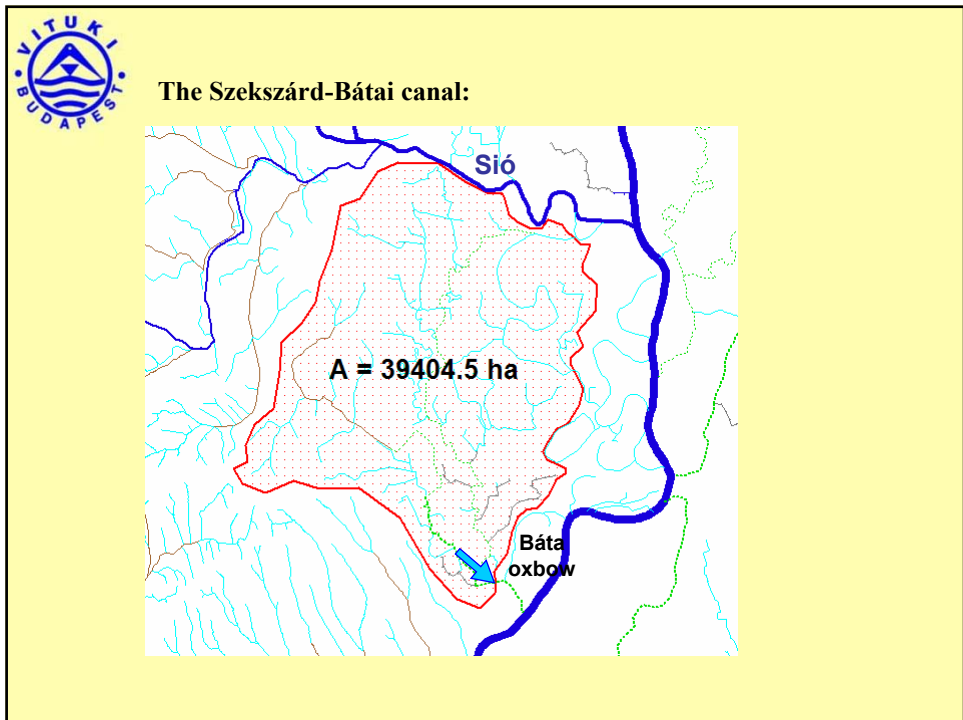 VITUKI
BUDAPEST
The Szekszárd-Bátai canal:
Sió
A = 39404.5 ha
Báta
oxbow